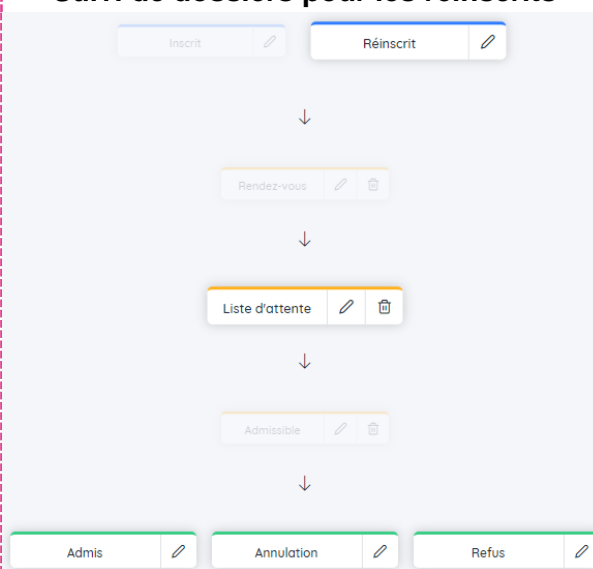 Suivi de dossiers pour les réinscrits
Inscrit
Réinscrit
Rendez-vous
Liste d'attente
Admissible
Admis
Annulation
Refus